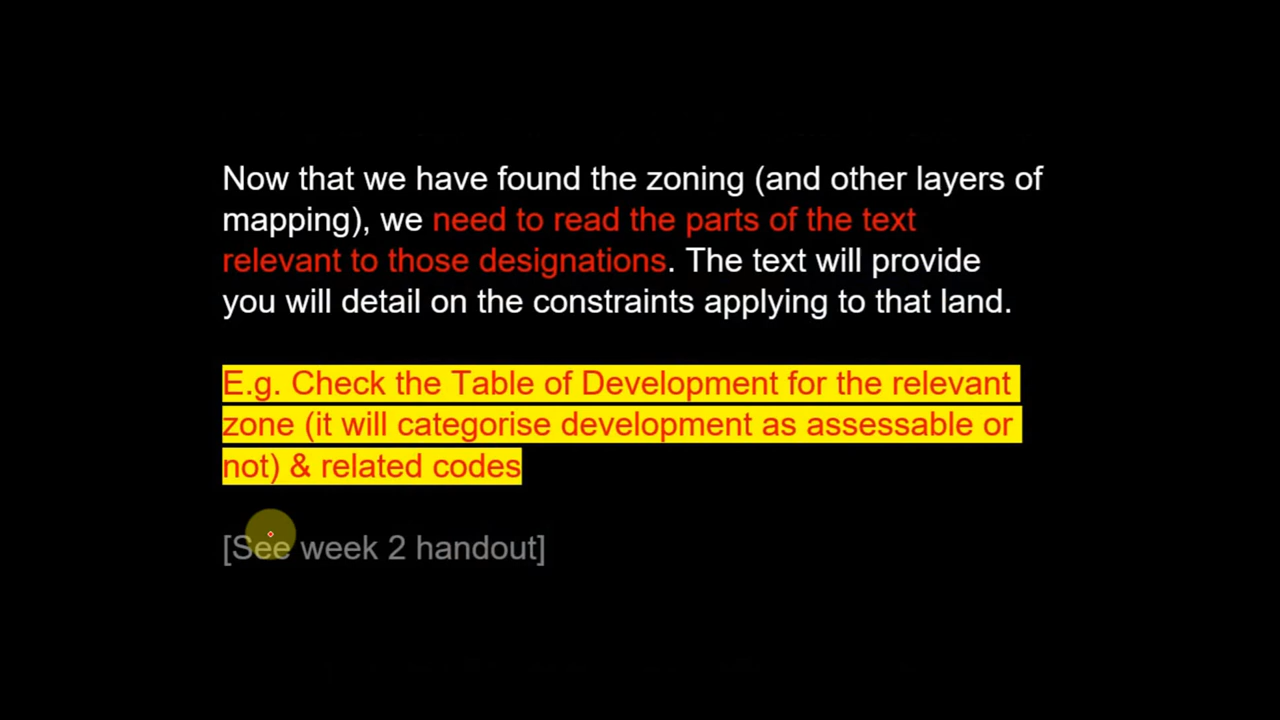 Now that we have found the zoning (and other layers of
mapping), we need to read the parts of the text
relevant to those designations. The text will provide
you will detail on the constraints applying to that land.
E.g. Check the Table of Development for the relevant
zone (it will categorise development as assessable or
not) & related codes
[See week 2 handout]